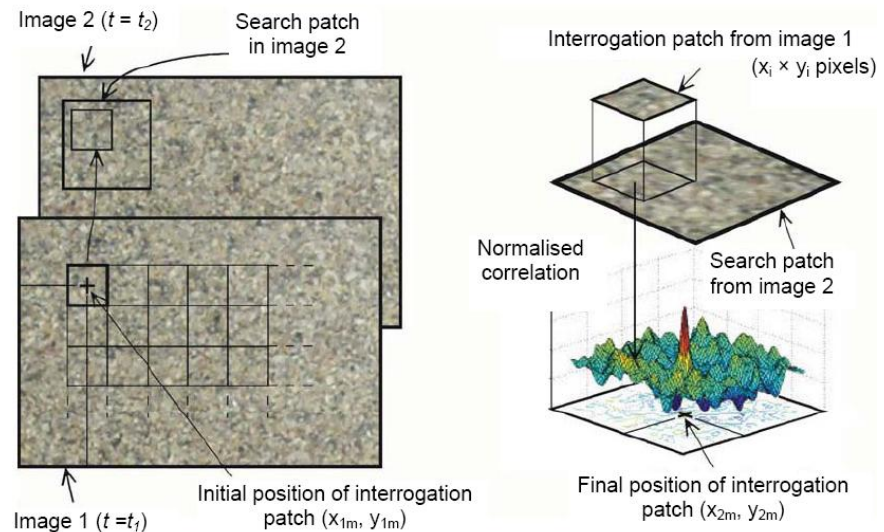 Image 2 (t = t₂)
Search patch
in image 2
Interrogation patch from image 1
(xᵢ × yᵢ pixels)
Normalised
correlation
Search patch
from image 2
Initial position of interrogation
patch (x₁ₘ, y₁ₘ)
Image 1 (t =t₁)
Final position of interrogation
patch (x₂ₘ, y₂ₘ)